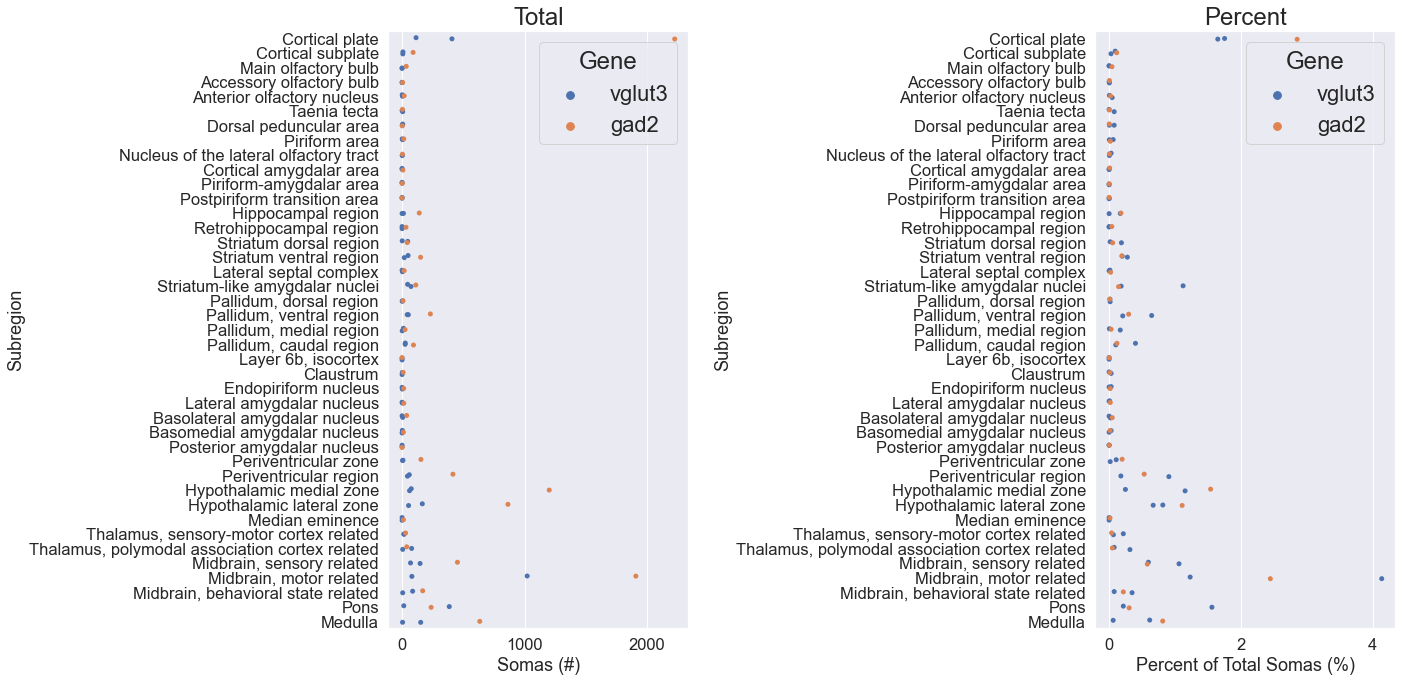 Total
Subregion
Cortical plate
Cortical subplate
Main olfactory bulb
Accessory olfactory bulb
Anterior olfactory nucleus
Taenia tecta
Dorsal peduncular area
Piriform area
Nucleus of the lateral olfactory tract
Cortical amygdalar area
Piriform-amygdalar area
Postpiriform transition area
Hippocampal region
Retrohippocampal region
Striatum dorsal region
Striatum ventral region
Lateral septal complex
Striatum-like amygdalar nuclei
Pallidum, dorsal region
Pallidum, ventral region
Pallidum, medial region
Pallidum, caudal region
Layer 6b, isocortex
Claustrum
Endopiriform nucleus
Lateral amygdalar nucleus
Basolateral amygdalar nucleus
Basomedial amygdalar nucleus
Posterior amygdalar nucleus
Periventricular zone
Periventricular region
Hypothalamic medial zone
Hypothalamic lateral zone
Median eminence
Thalamus, sensory-motor cortex related
Thalamus, polymodal association cortex related
Midbrain, sensory related
Midbrain, motor related
Midbrain, behavioral state related
Pons
Medulla
Gene
vglut3
gad2
0 1000 2000
Somas (#)
Percent
Subregion
Cortical plate
Cortical subplate
Main olfactory bulb
Accessory olfactory bulb
Anterior olfactory nucleus
Taenia tecta
Dorsal peduncular area
Piriform area
Nucleus of the lateral olfactory tract
Cortical amygdalar area
Piriform-amygdalar area
Postpiriform transition area
Hippocampal region
Retrohippocampal region
Striatum dorsal region
Striatum ventral region
Lateral septal complex
Striatum-like amygdalar nuclei
Pallidum, dorsal region
Pallidum, ventral region
Pallidum, medial region
Pallidum, caudal region
Layer 6b, isocortex
Claustrum
Endopiriform nucleus
Lateral amygdalar nucleus
Basolateral amygdalar nucleus
Basomedial amygdalar nucleus
Posterior amygdalar nucleus
Periventricular zone
Periventricular region
Hypothalamic medial zone
Hypothalamic lateral zone
Median eminence
Thalamus, sensory-motor cortex related
Thalamus, polymodal association cortex related
Midbrain, sensory related
Midbrain, motor related
Midbrain, behavioral state related
Pons
Medulla
Gene
vglut3
gad2
0 2 4
Percent of Total Somas (%)